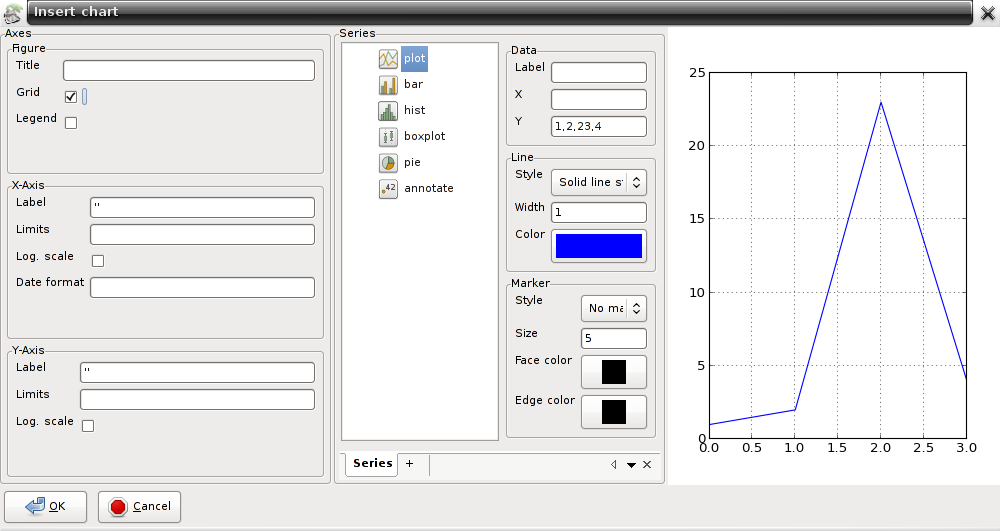 Insert chart
Axes
Figure
Title
Grid
Legend
X-Axis
Label "
Limits
Log. scale
Date format
Y-Axis
Label "
Limits
Log. scale
Series
plot
bar
hist
boxplot
pie
.42 annotate
Series +
Data
Label
X
Y 1,2,23,4
Line
Style Solid line s
Width 1
Color
Marker
Style No ma
Size 5
Face color
Edge color
25
20
15
10
5
0
0.0 0.5 1.0 1.5 2.0 2.5 3.0
OK Cancel